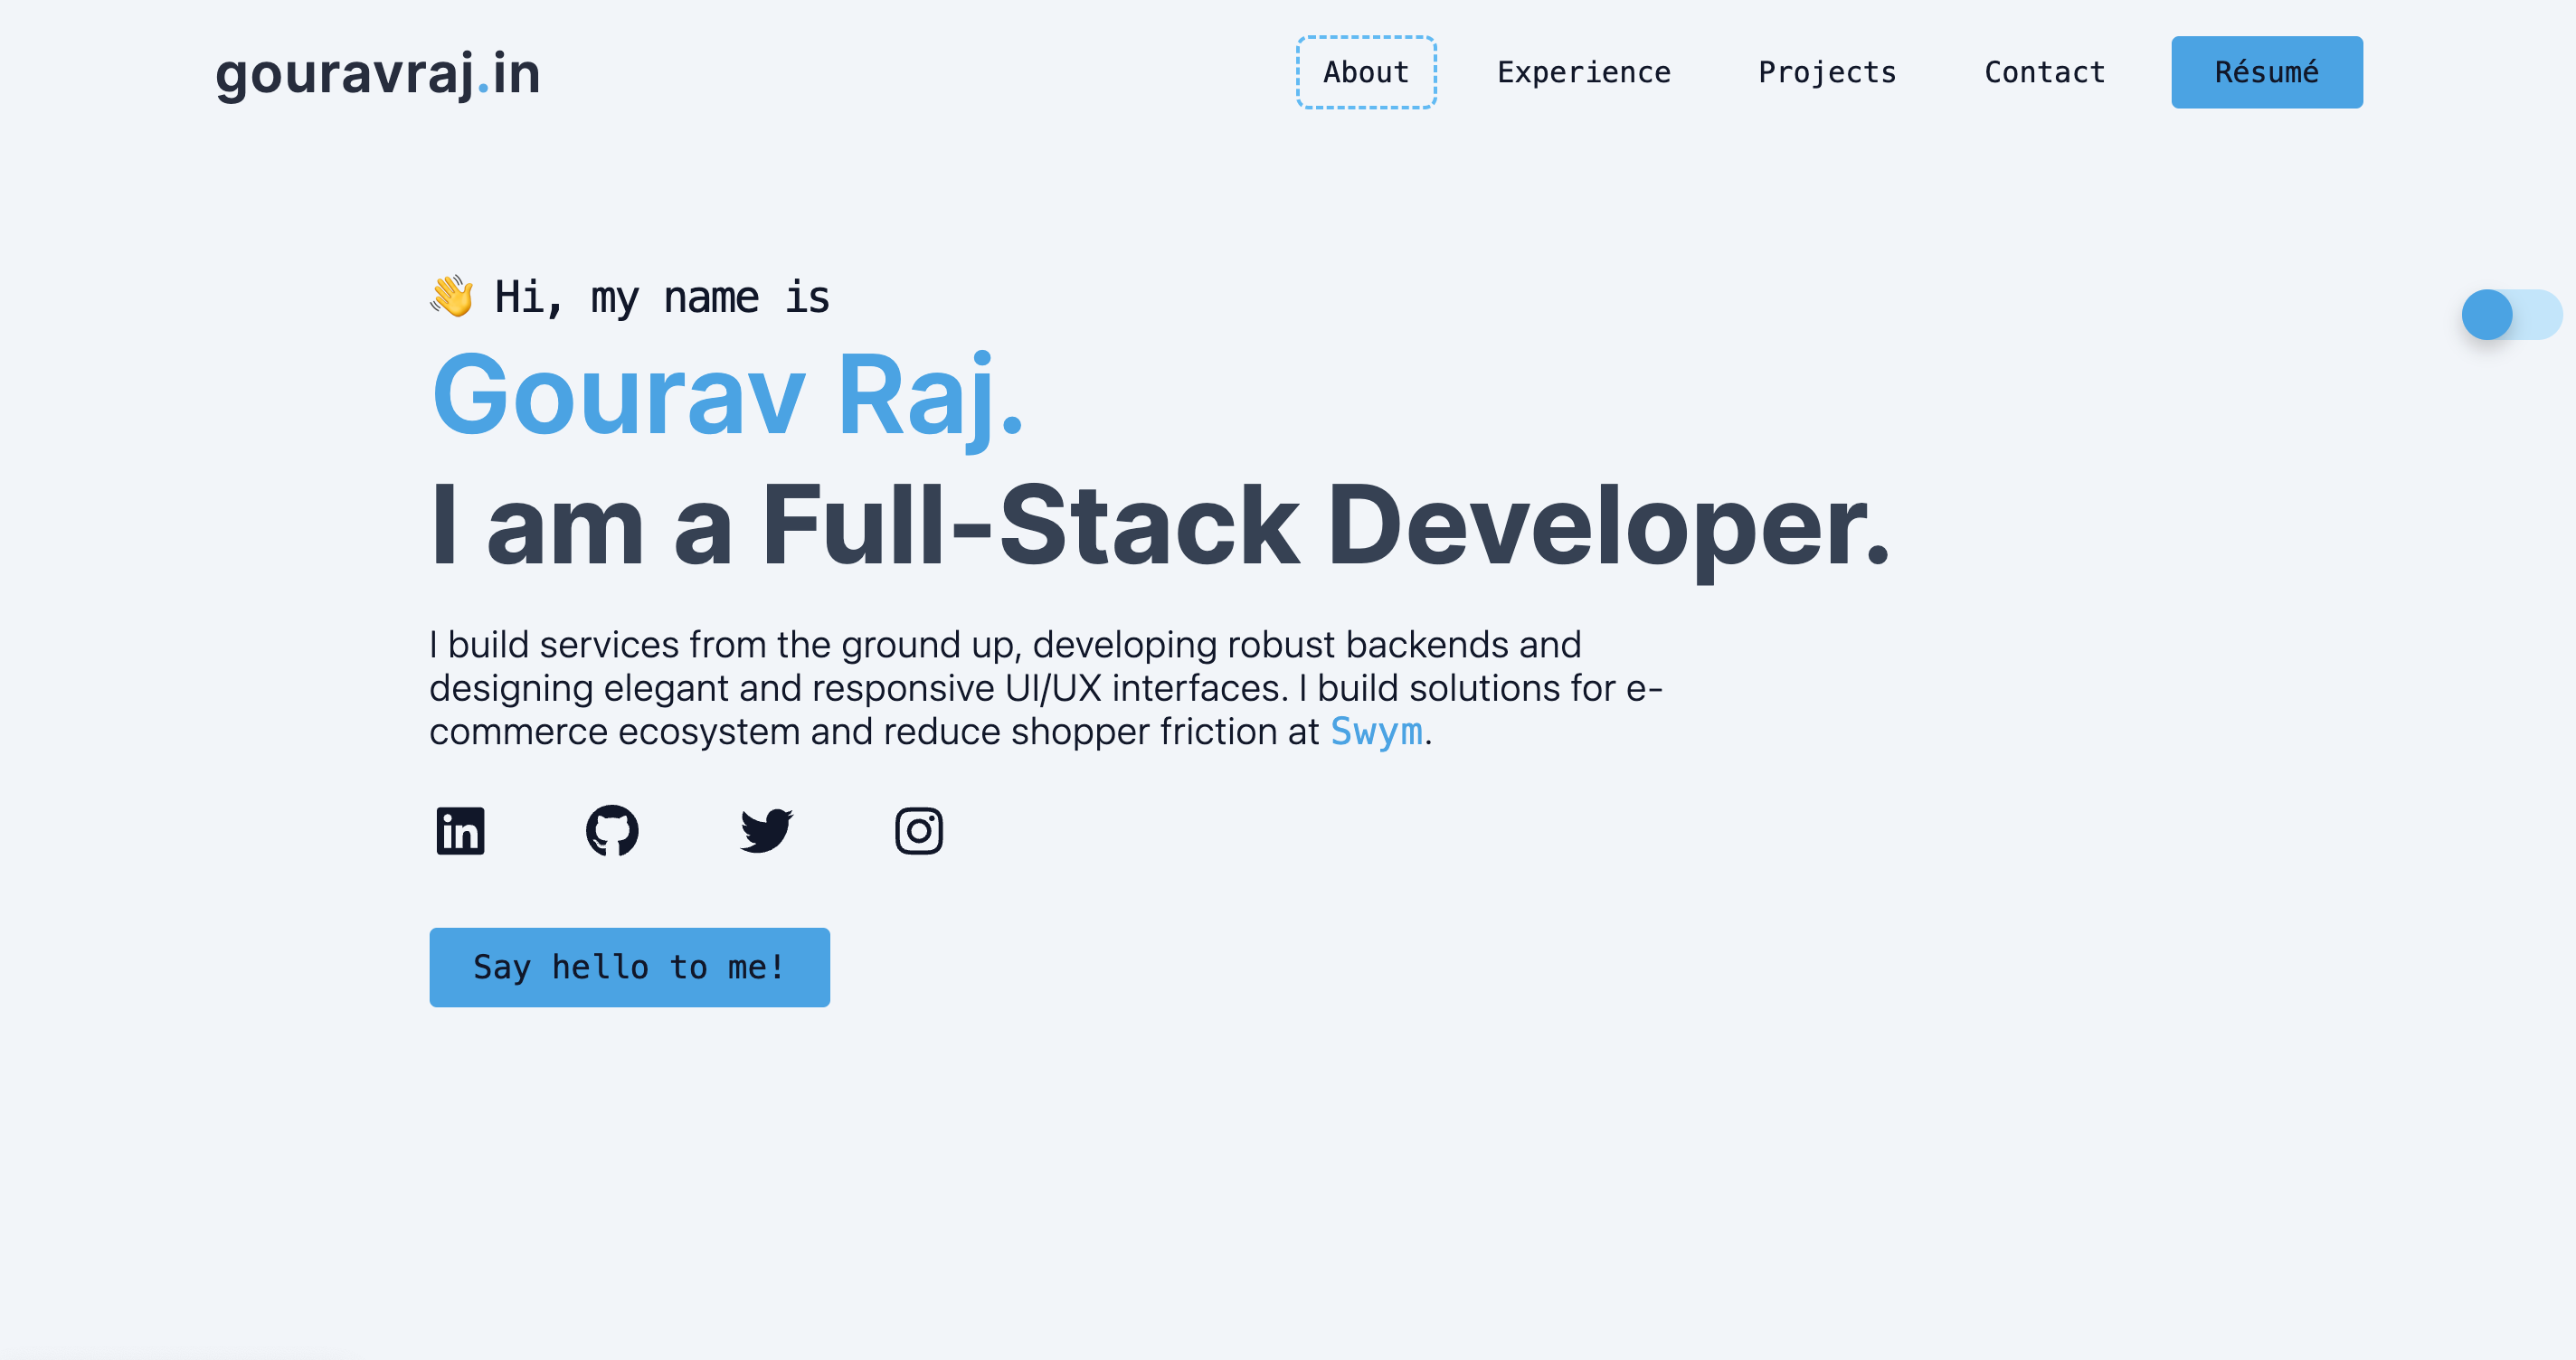 gouravraj.in
About Experience Projects Contact Résumé
👋 Hi, my name is
Gourav Raj.
I am a Full-Stack Developer.
I build services from the ground up, developing robust backends and
designing elegant and responsive UI/UX interfaces. I build solutions for e-
commerce ecosystem and reduce shopper friction at Swym.
Say hello to me!